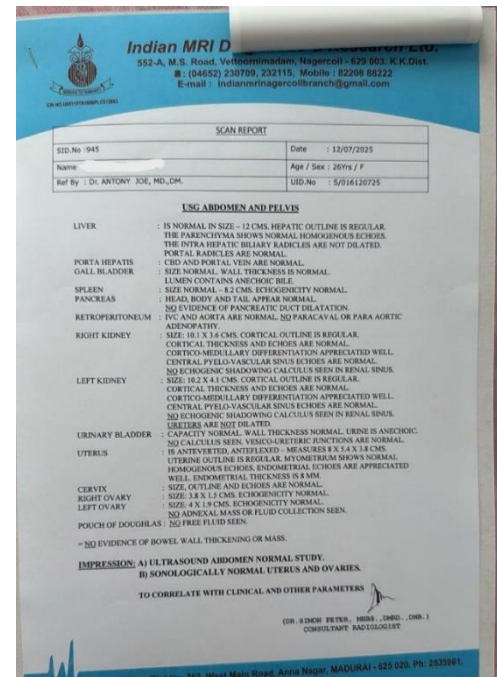 Indian MRI
552-A, M.S. Road, Vettoornimadam, Nagercoil - 629 003. K.K.Dist.
: (04652) 230709, 232115, Mobile : 82208 88222
E-mail : indianmrinagercoilbranch@gmail.com
SCAN REPORT
SID.No :945 Date : 12/07/2025
Name Age / Sex : 26Yrs / F
Ref By : Dr. ANTONY JOE, MD.,DM. UID.No : S/016120725
USG ABDOMEN AND PELVIS
LIVER : IS NORMAL IN SIZE – 12 CMS. HEPATIC OUTLINE IS REGULAR.
THE PARENCHYMA SHOWS NORMAL HOMOGENOUS ECHOES.
THE INTRA HEPATIC BILIARY RADICLES ARE NOT DILATED.
PORTAL RADICLES ARE NORMAL.
PORTA HEPATIS : CBD AND PORTAL VEIN ARE NORMAL.
GALL BLADDER : SIZE NORMAL. WALL THICKNESS IS NORMAL.
LUMEN CONTAINS ANECHOIC BILE.
SPLEEN : SIZE NORMAL – 8.2 CMS. ECHOGENICITY NORMAL.
PANCREAS : HEAD, BODY AND TAIL APPEAR NORMAL.
NO EVIDENCE OF PANCREATIC DUCT DILATATION.
RETROPERITONEUM : IVC AND AORTA ARE NORMAL. NO PARACAVAL OR PARA AORTIC
ADENOPATHY.
RIGHT KIDNEY : SIZE: 10.1 X 3.6 CMS. CORTICAL OUTLINE IS REGULAR.
CORTICAL THICKNESS AND ECHOES ARE NORMAL.
CORTICO-MEDULLARY DIFFERENTIATION APPRECIATED WELL.
CENTRAL PYELO-VASCULAR SINUS ECHOES ARE NORMAL.
NO ECHOGENIC SHADOWING CALCULUS SEEN IN RENAL SINUS.
LEFT KIDNEY : SIZE: 10.2 X 4.1 CMS. CORTICAL OUTLINE IS REGULAR.
CORTICAL THICKNESS AND ECHOES ARE NORMAL.
CORTICO-MEDULLARY DIFFERENTIATION APPRECIATED WELL.
CENTRAL PYELO-VASCULAR SINUS ECHOES ARE NORMAL.
NO ECHOGENIC SHADOWING CALCULUS SEEN IN RENAL SINUS.
URETERS ARE NOT DILATED.
URINARY BLADDER : CAPACITY NORMAL. WALL THICKNESS NORMAL. URINE IS ANECHOIC.
NO CALCULUS SEEN. VESICO-URETERIC JUNCTIONS ARE NORMAL.
UTERUS : IS ANTEVERTED, ANTEFLEXED – MEASURES 8 X 5.4 X 3.8 CMS.
UTERINE OUTLINE IS REGULAR. MYOMETRIUM SHOWS NORMAL
HOMOGENOUS ECHOES, ENDOMETRIAL ECHOES ARE APPRECIATED
WELL. ENDOMETRIAL THICKNESS IS 8 MM.
CERVIX : SIZE, OUTLINE AND ECHOES ARE NORMAL.
RIGHT OVARY : SIZE: 3.8 X 1.5 CMS. ECHOGENICITY NORMAL.
LEFT OVARY : SIZE: 4 X 1.9 CMS. ECHOGENICITY NORMAL.
NO ADNEXAL MASS OR FLUID COLLECTION SEEN.
POUCH OF DOUGHLAS : NO FREE FLUID SEEN.
– NO EVIDENCE OF BOWEL WALL THICKENING OR MASS.
IMPRESSION: A) ULTRASOUND ABDOMEN NORMAL STUDY.
B) SONOLOGICALLY NORMAL UTERUS AND OVARIES.
TO CORRELATE WITH CLINICAL AND OTHER PARAMETERS
(DR.SIMON PETER, MBBS.,DMRD.,DNB.)
CONSULTANT RADIOLOGIST
West Main Road, Anna Nagar, MADURAI - 625 020, Ph: 2533961.